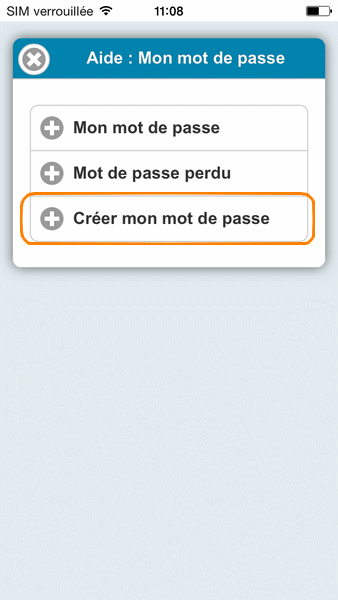 SIM verrouillée 11:08
Aide : Mon mot de passe
Mon mot de passe
Mot de passe perdu
Créer mon mot de passe